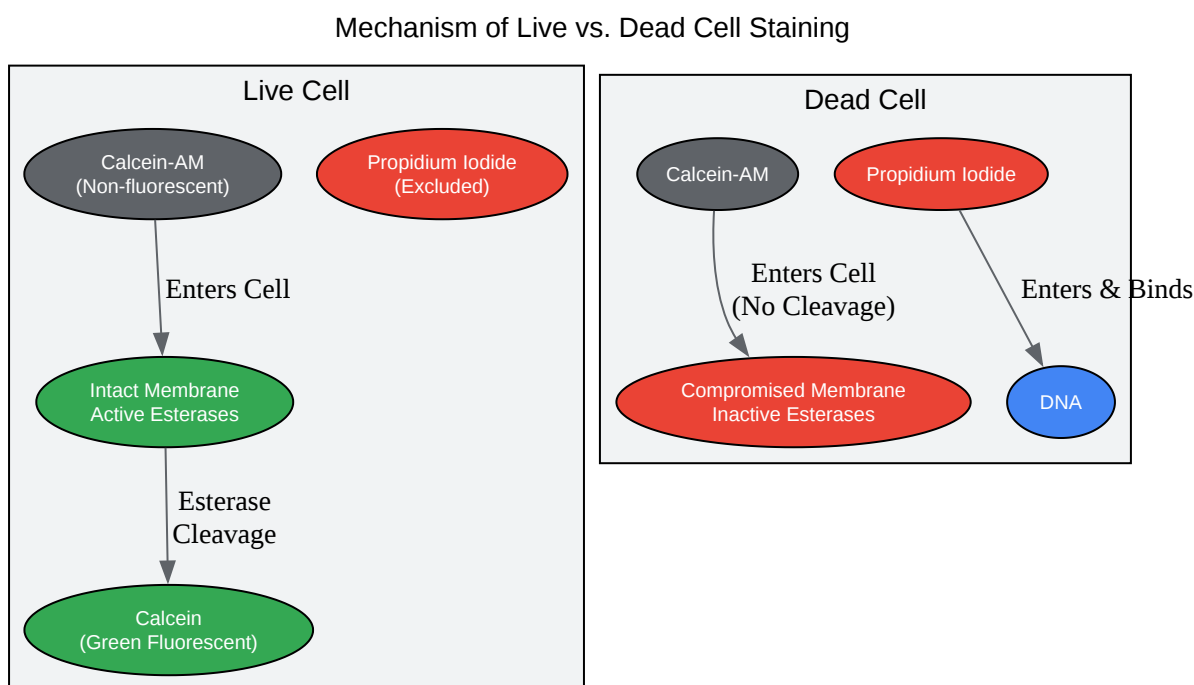 Mechanism of Live vs. Dead Cell Staining
Live Cell
Calcein-AM
(Non-fluorescent)
Propidium Iodide
(Excluded)
Enters Cell
Intact Membrane
Active Esterases
Esterase
Cleavage
Calcein
(Green Fluorescent)
Dead Cell
Calcein-AM
Propidium Iodide
Enters Cell
(No Cleavage)
Enters & Binds
Compromised Membrane
Inactive Esterases
DNA